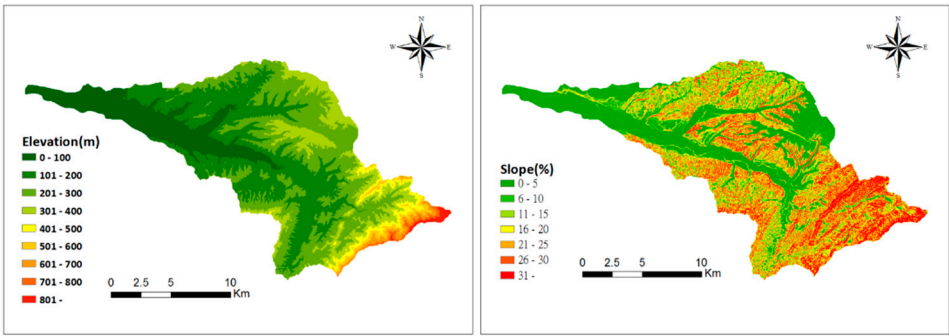 N
W E
S
Elevation(m)
0 - 100
101 - 200
201 - 300
301 - 400
401 - 500
501 - 600
601 - 700
701 - 800
801 -
0 2.5 5 10
Km
N
W E
S
Slope(%)
0 - 5
6 - 10
11 - 15
16 - 20
21 - 25
26 - 30
31 -
0 2.5 5 10
Km